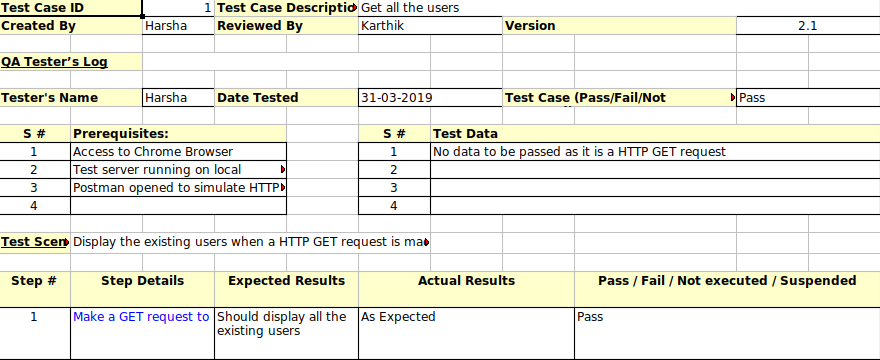 Test Case ID 1 Test Case Descriptio Get all the users
Created By Harsha Reviewed By Karthik Version 2.1
QA Tester’s Log
Tester's Name Harsha Date Tested 31-03-2019 Test Case (Pass/Fail/Not Pass
S # Prerequisites: S # Test Data
1 Access to Chrome Browser 1 No data to be passed as it is a HTTP GET request
2 Test server running on local 2
3 Postman opened to simulate HTTP 3
4 4
Test Scen Display the existing users when a HTTP GET request is ma
Step # Step Details Expected Results Actual Results Pass / Fail / Not executed / Suspended
1 Make a GET request to Should display all the As Expected Pass
existing users